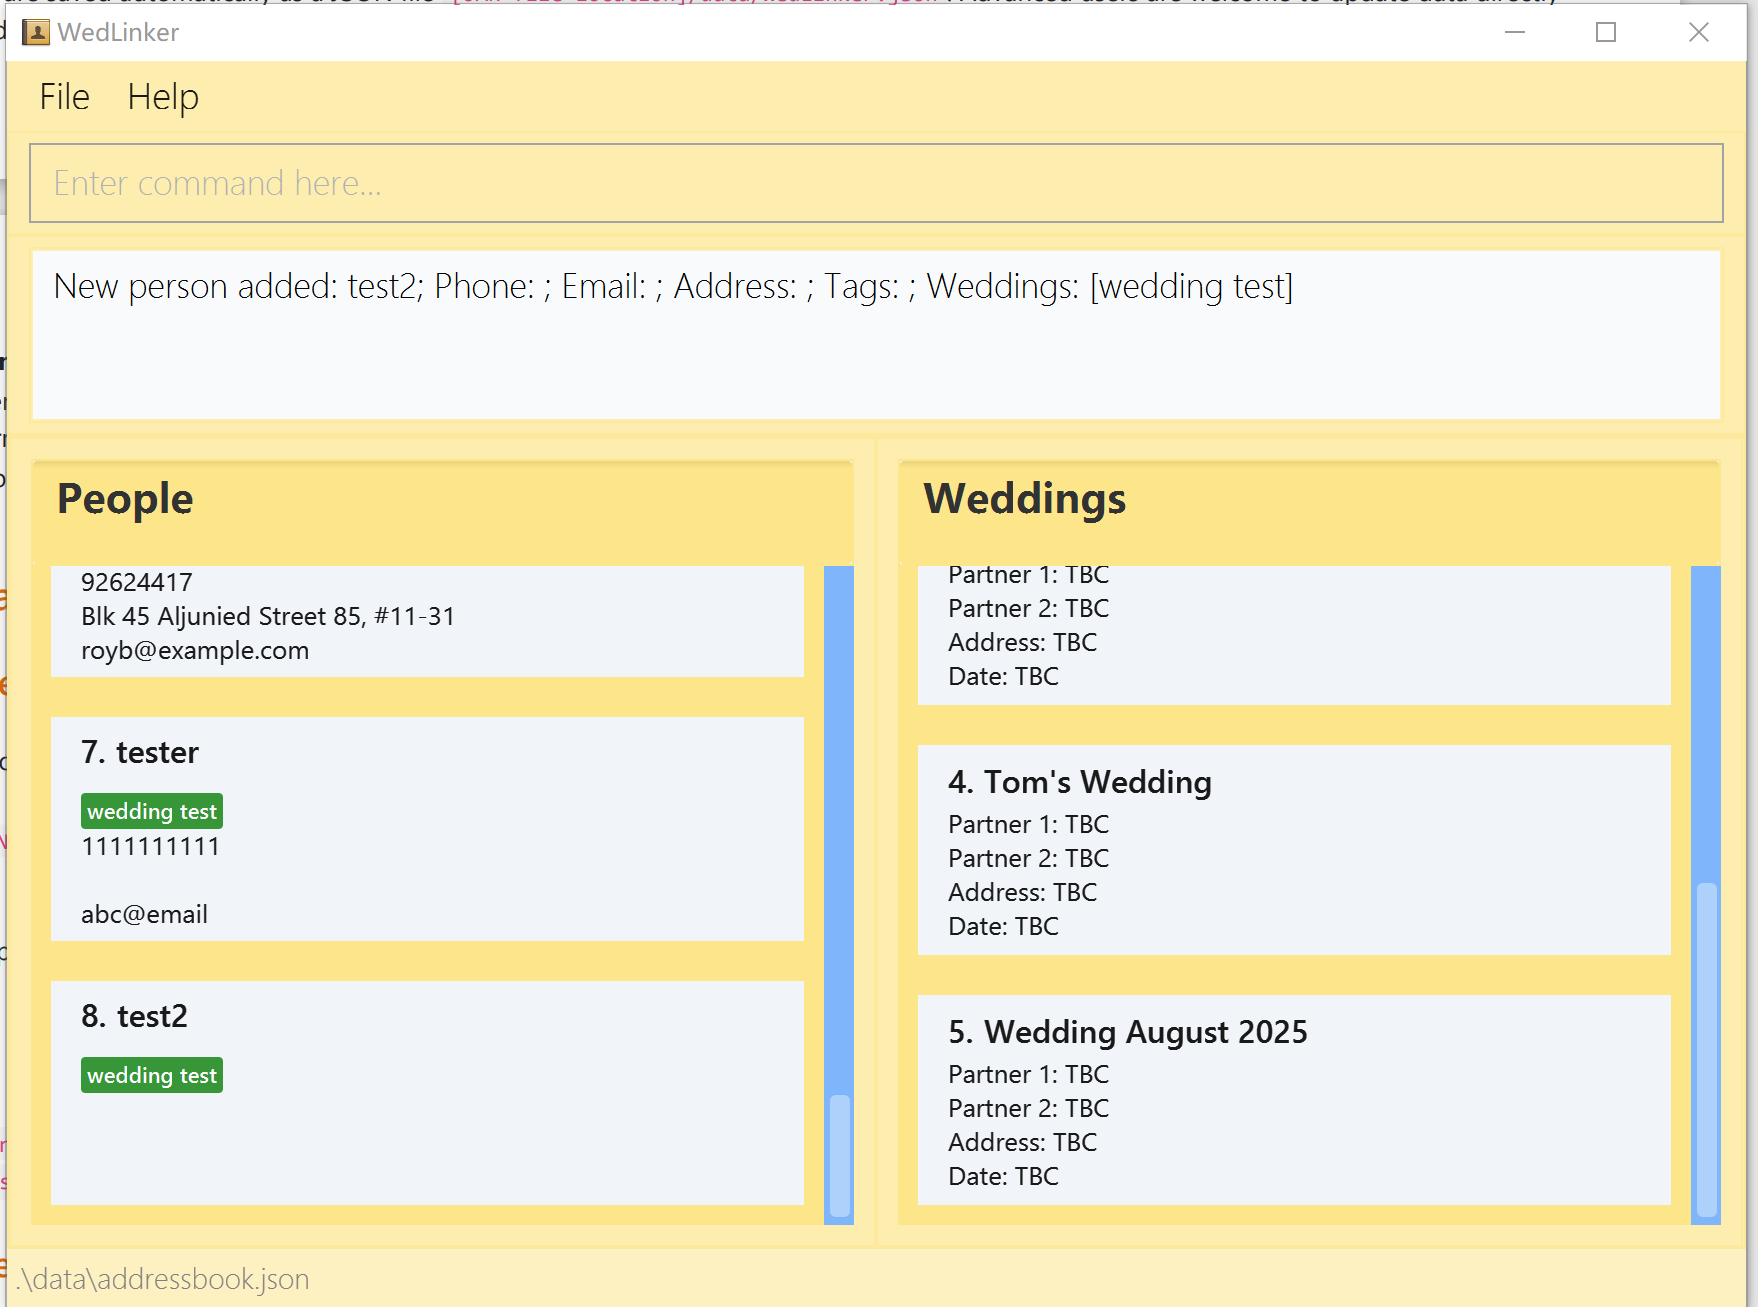 WedLinker
File Help
Enter command here...
New person added: test2; Phone: ; Email: ; Address: ; Tags: ; Weddings: [wedding test]
People
92624417
Blk 45 Aljunied Street 85, #11-31
royb@example.com
7. tester
wedding test
1111111111
abc@email
8. test2
wedding test
Weddings
Partner 1: TBC
Partner 2: TBC
Address: TBC
Date: TBC
4. Tom's Wedding
Partner 1: TBC
Partner 2: TBC
Address: TBC
Date: TBC
5. Wedding August 2025
Partner 1: TBC
Partner 2: TBC
Address: TBC
Date: TBC
.\data\addressbook.json